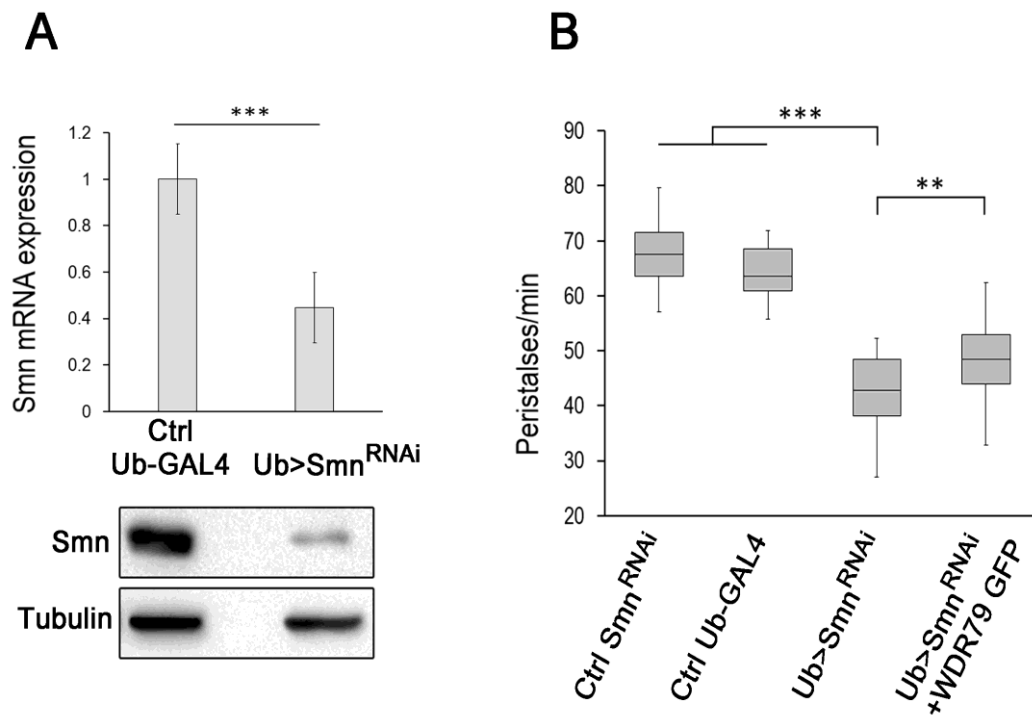 A
***
Smn mRNA expression
1.2
1
0.8
0.6
0.4
0.2
0
Ctrl
Ub-GAL4
Ub>Smn^RNAi
Smn
Tubulin
B
***
**
Peristalses/min
90
80
70
60
50
40
30
20
Ctrl Smn^RNAi
Ctrl Ub-GAL4
Ub>Smn^RNAi
Ub>Smn^RNAi
+WDR79 GFP